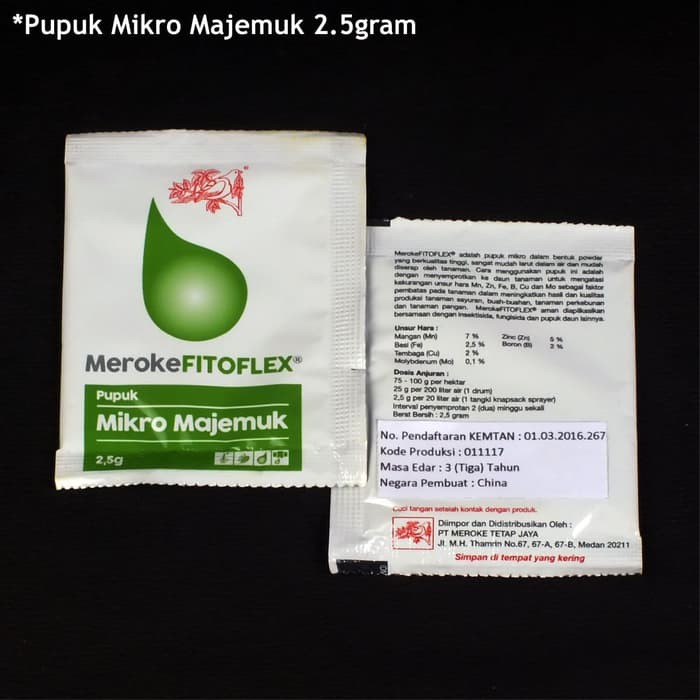 *Pupuk Mikro Majemuk 2.5gram
MerokeFITOFLEX®
Pupuk
Mikro Majemuk
2,5g
MerokeFITOFLEX® adalah pupuk mikro dalam bentuk powder
yang berkualitas tinggi, sangat mudah larut dalam air dan mudah
diserap oleh tanaman. Cara menggunakan pupuk ini adalah
dengan menyemprotkan ke daun tanaman untuk mengatasi
kekurangan unsur hara Mn, Zn, Fe, B, Cu dan Mo sebagai faktor
pembatas pada tanaman dalam meningkatkan hasil dan kualitas
produksi tanaman sayuran, buah-buahan, tanaman perkebunan
dan tanaman pangan. MerokeFITOFLEX® aman diaplikasikan
bersamaan dengan insektisida, fungisida dan pupuk daun lainnya.
Unsur Hara :
Mangan (Mn) 7 % Zinc (Zn) 5 %
Besi (Fe) 2,5 % Boron (B) 2 %
Tembaga (Cu) 2 %
Molybdenum (Mo) 0,1 %
Dosis Anjuran :
75 - 100 g per hektar
25 g per 200 liter air (1 drum)
2,5 g per 20 liter air (1 tangki knapsack sprayer)
Interval penyemprotan 2 (dua) minggu sekali
Berat Bersih : 2,5 gram
No. Pendaftaran KEMTAN : 01.03.2016.267
Kode Produksi : 011117
Masa Edar : 3 (Tiga) Tahun
Negara Pembuat : China
Cuci tangan setelah kontak dengan produk.
Diimpor dan Didistribusikan Oleh :
PT MEROKE TETAP JAYA
Jl. M.H. Thamrin No.67, 67-A, 67-B, Medan 20211
Simpan di tempat yang kering